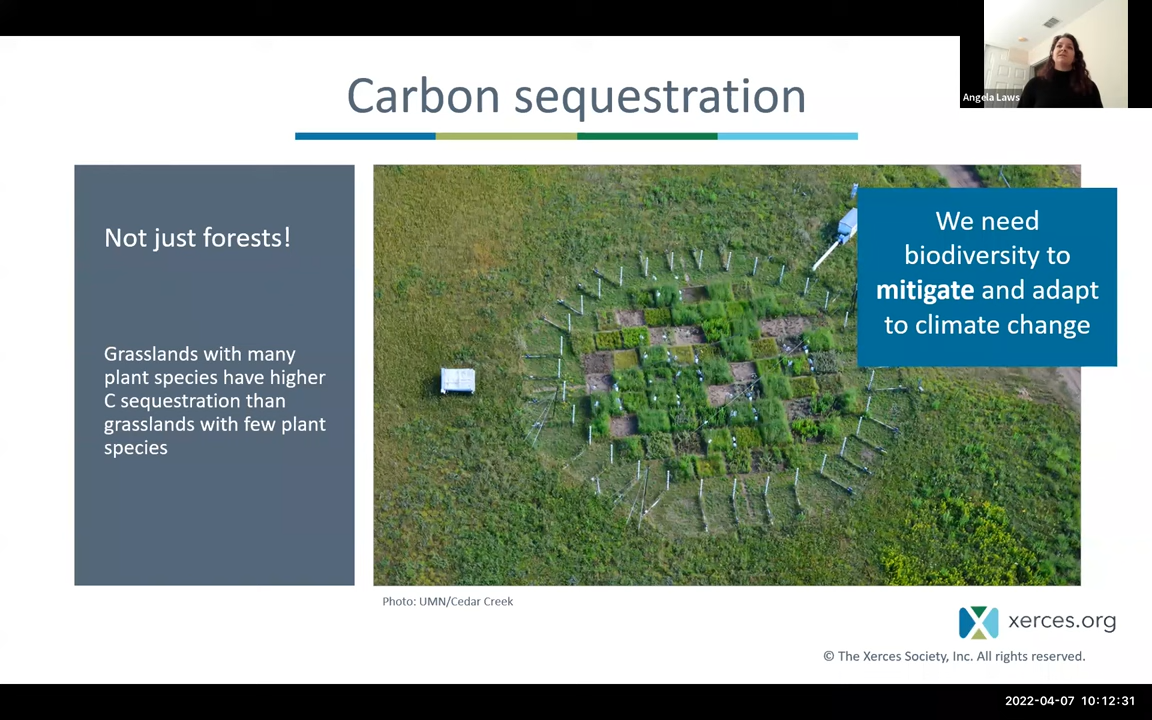 Angela Laws
Carbon sequestration
Not just forests!
Grasslands with many
plant species have higher
C sequestration than
grasslands with few plant
species
We need
biodiversity to
mitigate and adapt
to climate change
Photo: UMN/Cedar Creek
xerces.org
© The Xerces Society, Inc. All rights reserved.
2022-04-07 10:12:31